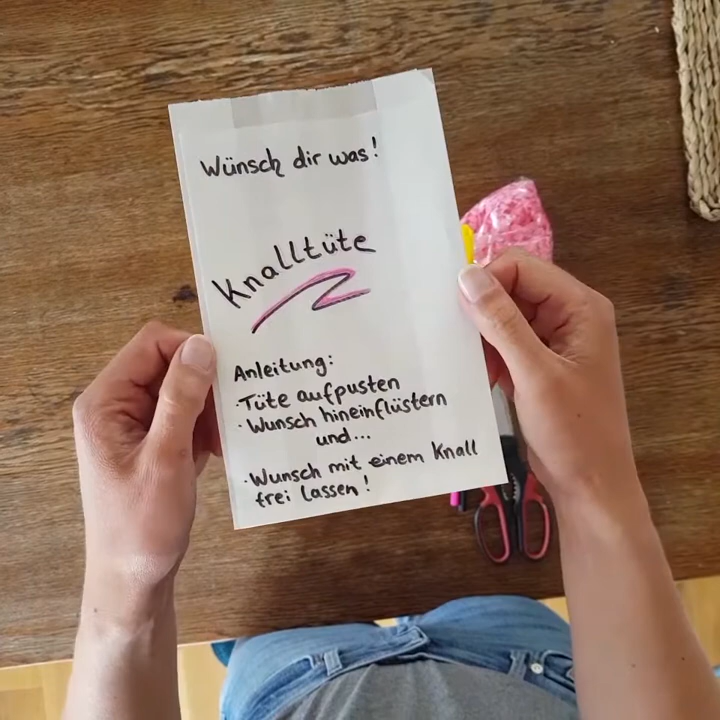 Wünsch dir was!
Knalltüte
Anleitung:
·Tüte aufpusten
·Wunsch hineinflüstern
und...
·Wunsch mit einem Knall
frei lassen!